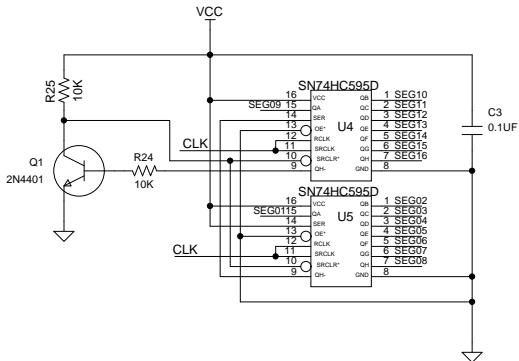 VCC
R25
10K
Q1
2N4401
R24
10K
C3
0.1UF
SN74HC595D
U4
16 VCC QB 1 SEG10
SEG09 15 QA QC 2 SEG11
14 SER QD 3 SEG12
13 OE* QE 4 SEG13
12 RCLK QF 5 SEG14
CLK 11 SRCLK QG 6 SEG15
10 SRCLR* QH 7 SEG16
9 QH- GND 8
SN74HC595D
U5
16 VCC QB 1 SEG02
SEG01 15 QA QC 2 SEG03
14 SER QD 3 SEG04
13 OE* QE 4 SEG05
12 RCLK QF 5 SEG06
CLK 11 SRCLK QG 6 SEG07
10 SRCLR* QH 7 SEG08
9 QH- GND 8